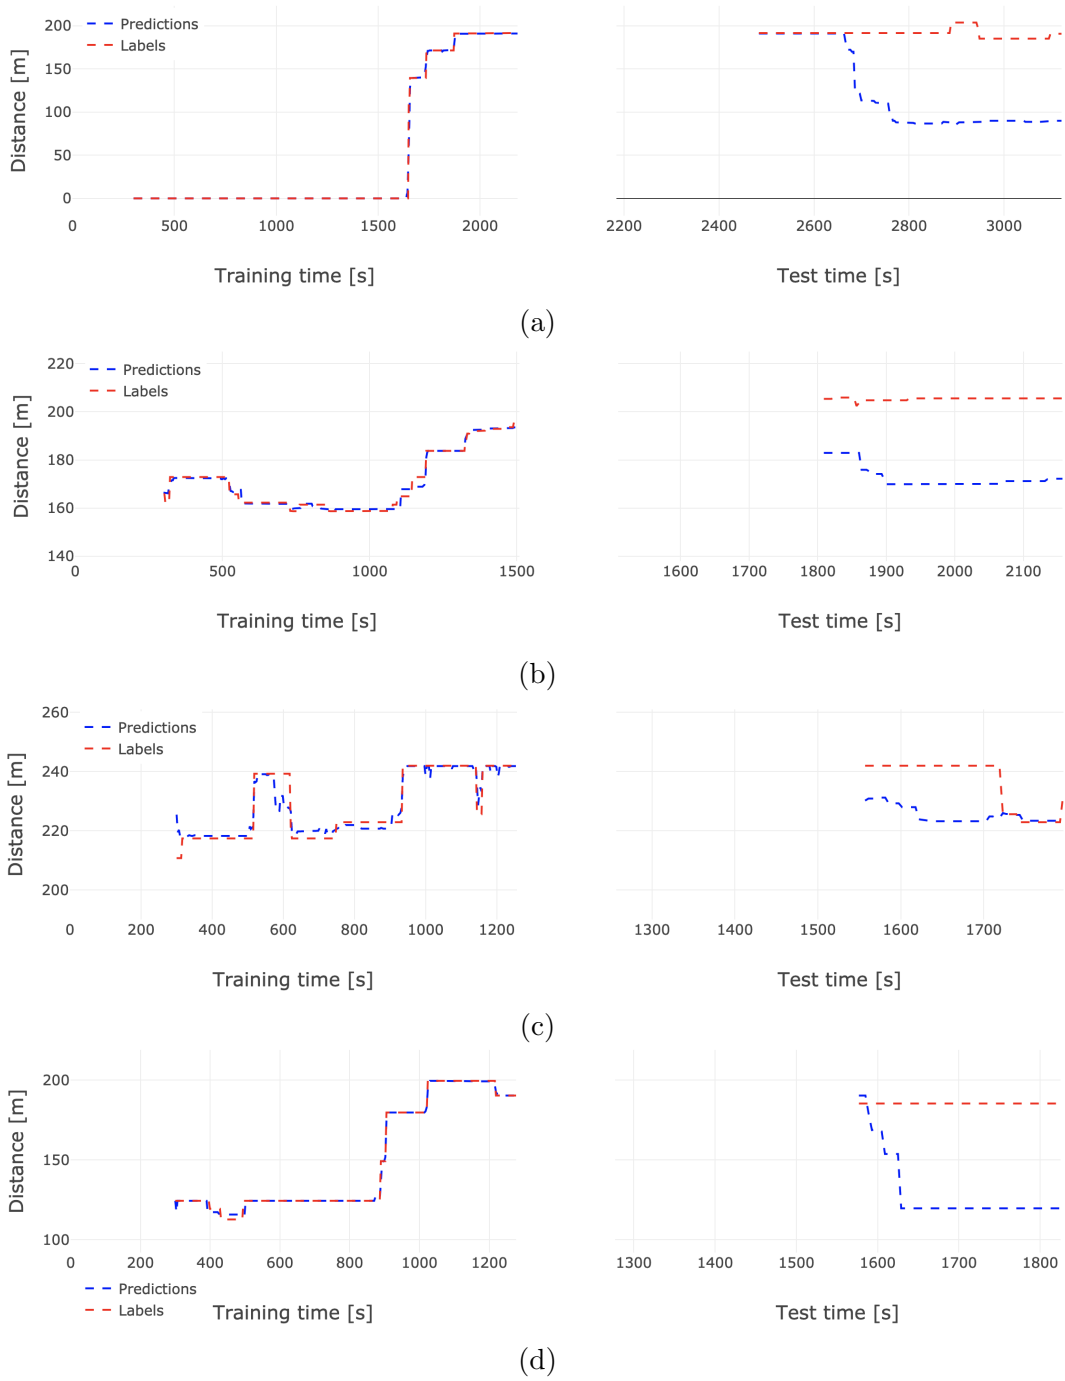 Predictions
Labels
Distance [m]
200
150
100
50
0
0 500 1000 1500 2000
2200 2400 2600 2800 3000
Training time [s]
Test time [s]
(a)
Predictions
Labels
Distance [m]
220
200
180
160
140
0 500 1000 1500
1600 1700 1800 1900 2000 2100
Training time [s]
Test time [s]
(b)
Predictions
Labels
Distance [m]
260
240
220
200
0 200 400 600 800 1000 1200
1300 1400 1500 1600 1700
Training time [s]
Test time [s]
(c)
Distance [m]
200
150
100
0 200 400 600 800 1000 1200
1300 1400 1500 1600 1700 1800
Predictions
Labels
Training time [s]
Test time [s]
(d)